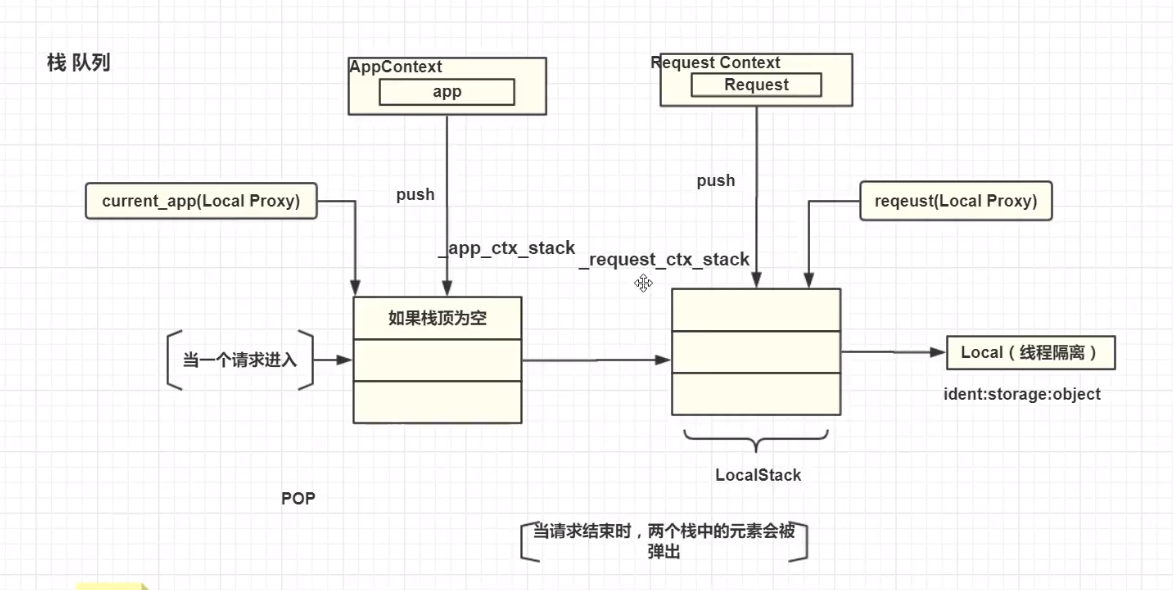 栈 队列
AppContext
app
Request Context
Request
push
push
current_app(Local Proxy)
reqeust(Local Proxy)
_app_ctx_stack
_request_ctx_stack
如果栈顶为空
当一个请求进入
Local（线程隔离）
ident:storage:object
LocalStack
POP
当请求结束时，两个栈中的元素会被
弹出